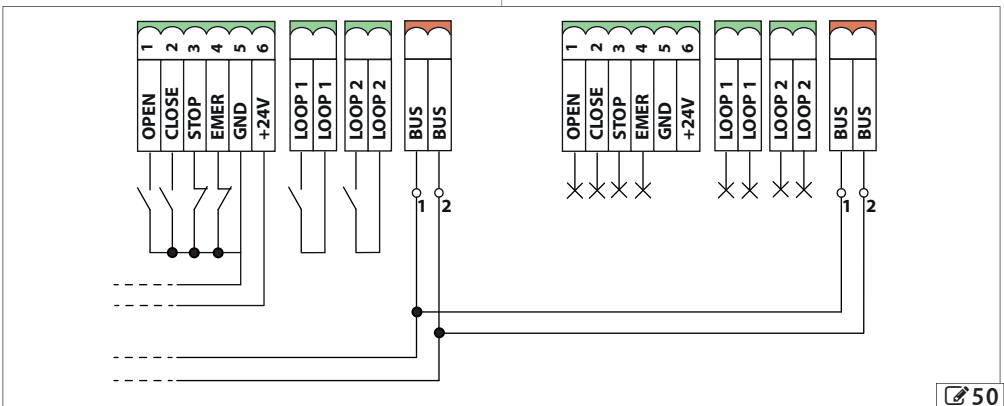 1 2 3 4 5 6
OPEN CLOSE STOP EMER GND +24V
LOOP 1 LOOP 1
LOOP 2 LOOP 2
BUS BUS
1 2
1 2 3 4 5 6
OPEN CLOSE STOP EMER GND +24V
LOOP 1 LOOP 1
LOOP 2 LOOP 2
BUS BUS
1 2
50